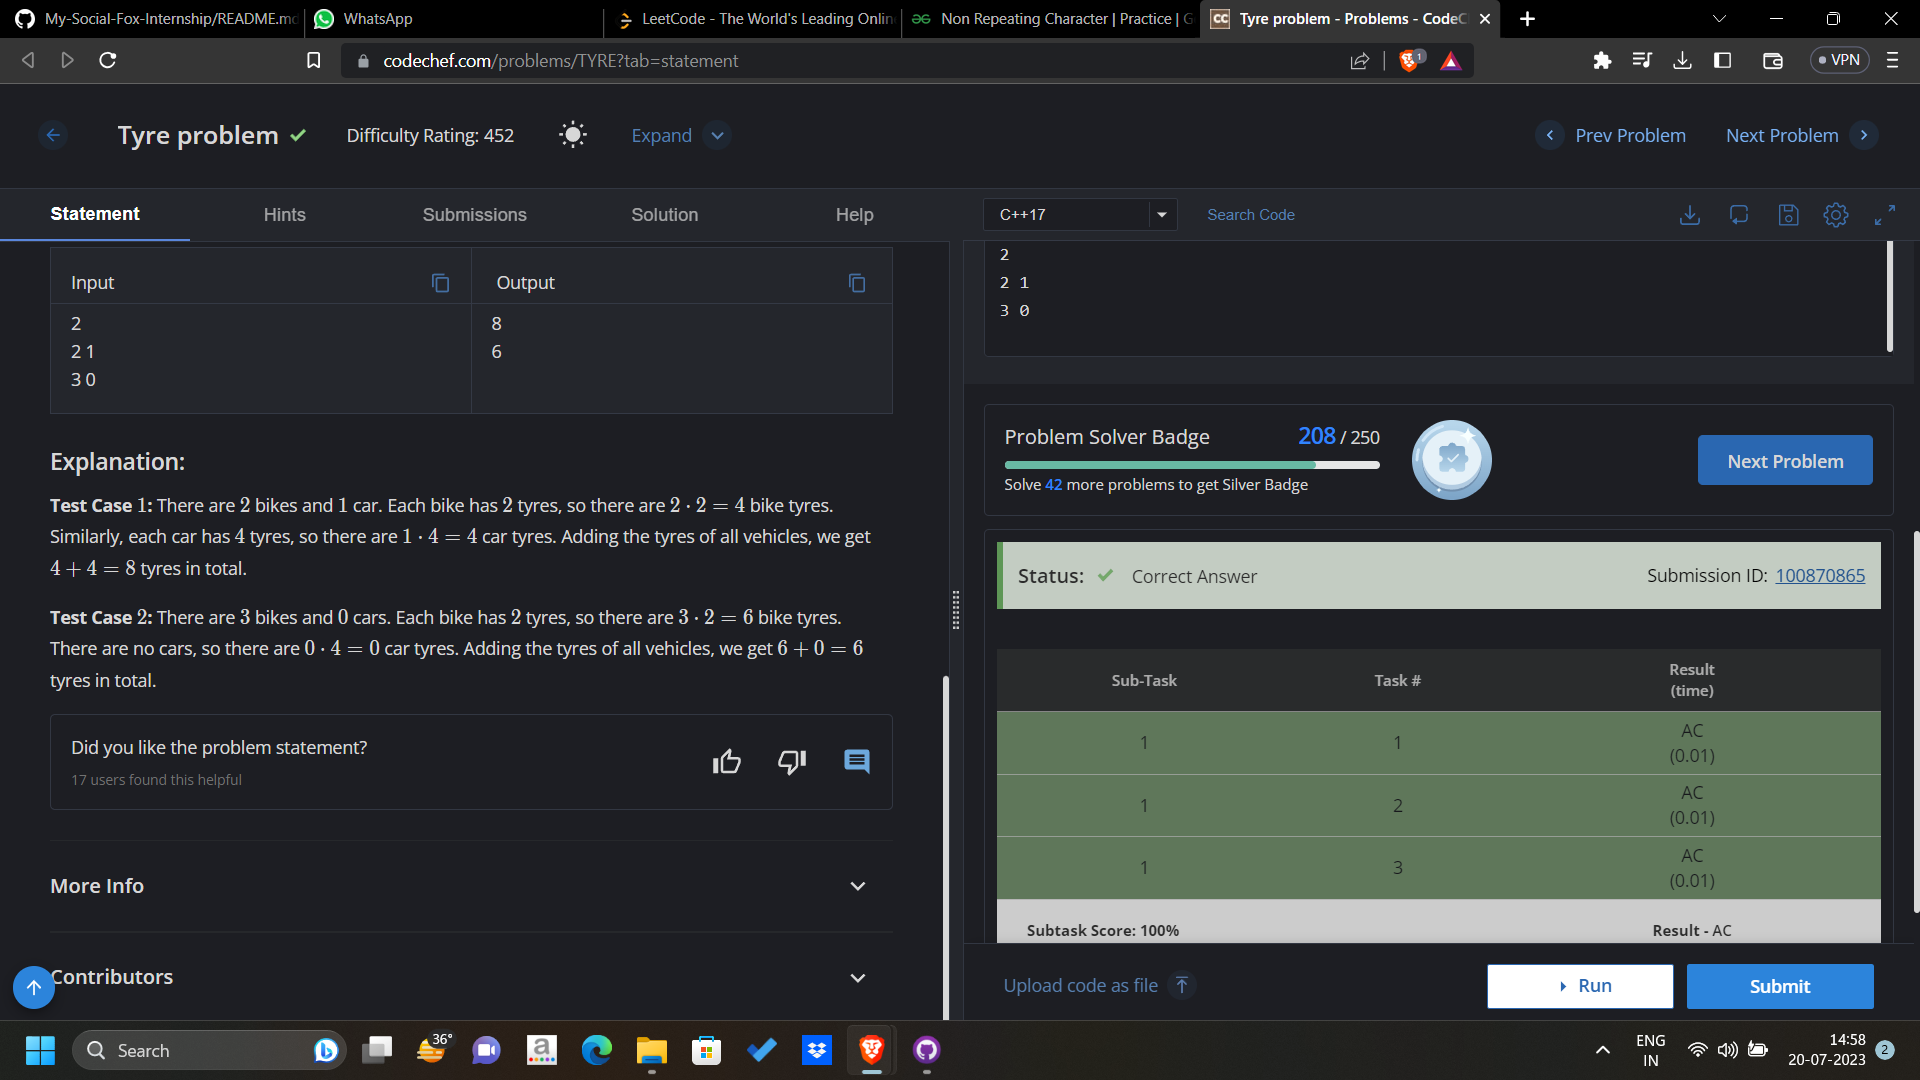 My-Social-Fox-Internship/README.md
WhatsApp
LeetCode - The World's Leading Onlin
Non Repeating Character | Practice | G
Tyre problem - Problems - CodeC
codechef.com/problems/TYRE?tab=statement
1
VPN
Tyre problem
Difficulty Rating: 452
Expand
Prev Problem
Next Problem
Statement
Hints
Submissions
Solution
Help
Input
Output
2
2 1
3 0
8
6
Explanation:
Test Case 1: There are 2 bikes and 1 car. Each bike has 2 tyres, so there are 2 · 2 = 4 bike tyres.
Similarly, each car has 4 tyres, so there are 1 · 4 = 4 car tyres. Adding the tyres of all vehicles, we get
4 + 4 = 8 tyres in total.
Test Case 2: There are 3 bikes and 0 cars. Each bike has 2 tyres, so there are 3 · 2 = 6 bike tyres.
There are no cars, so there are 0 · 4 = 0 car tyres. Adding the tyres of all vehicles, we get 6 + 0 = 6
tyres in total.
Did you like the problem statement?
17 users found this helpful
More Info
Contributors
C++17
Search Code
2
2 1
3 0
Problem Solver Badge
208 / 250
Solve 42 more problems to get Silver Badge
Next Problem
Status: Correct Answer
Submission ID: 100870865
Sub-Task
Task #
Result
(time)
1
1
AC
(0.01)
1
2
AC
(0.01)
1
3
AC
(0.01)
Subtask Score: 100%
Result - AC
Upload code as file
Run
Submit
Search
36°
a
ENG
IN
14:58
20-07-2023
2